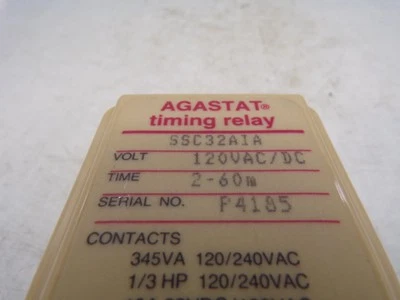 AGASTAT®
timing relay
SSC32A1A
VOLT 120VAC/DC
TIME 2-60m
SERIAL NO. P4185
CONTACTS
345VA 120/240VAC
1/3 HP 120/240VAC